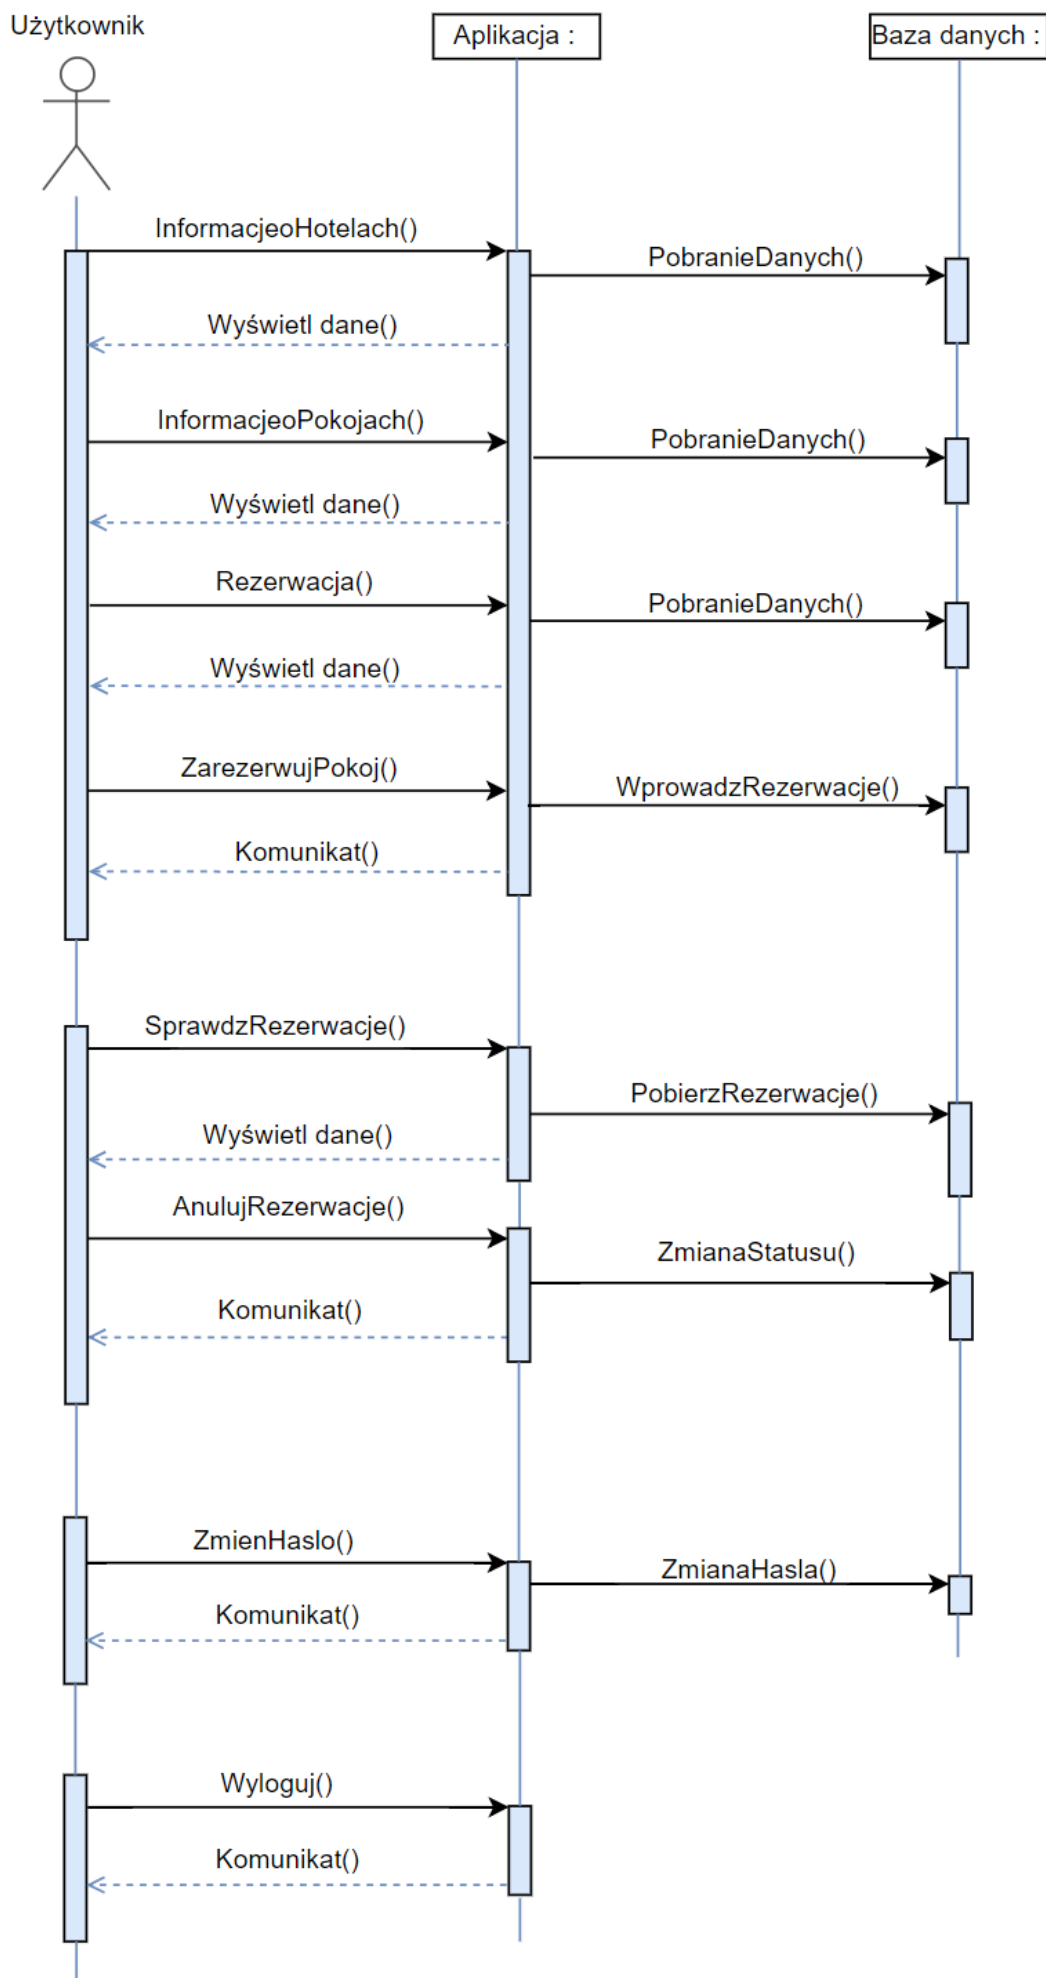 Użytkownik
Aplikacja :
Baza danych :
InformacjeoHotelach()
PobranieDanych()
Wyświetl dane()
InformacjeoPokojach()
PobranieDanych()
Wyświetl dane()
Rezerwacja()
PobranieDanych()
Wyświetl dane()
ZarezerwujPokoj()
WprowadzRezerwacje()
Komunikat()
SprawdzRezerwacje()
PobierzRezerwacje()
Wyświetl dane()
AnulujRezerwacje()
ZmianaStatusu()
Komunikat()
ZmienHaslo()
ZmianaHasla()
Komunikat()
Wyloguj()
Komunikat()